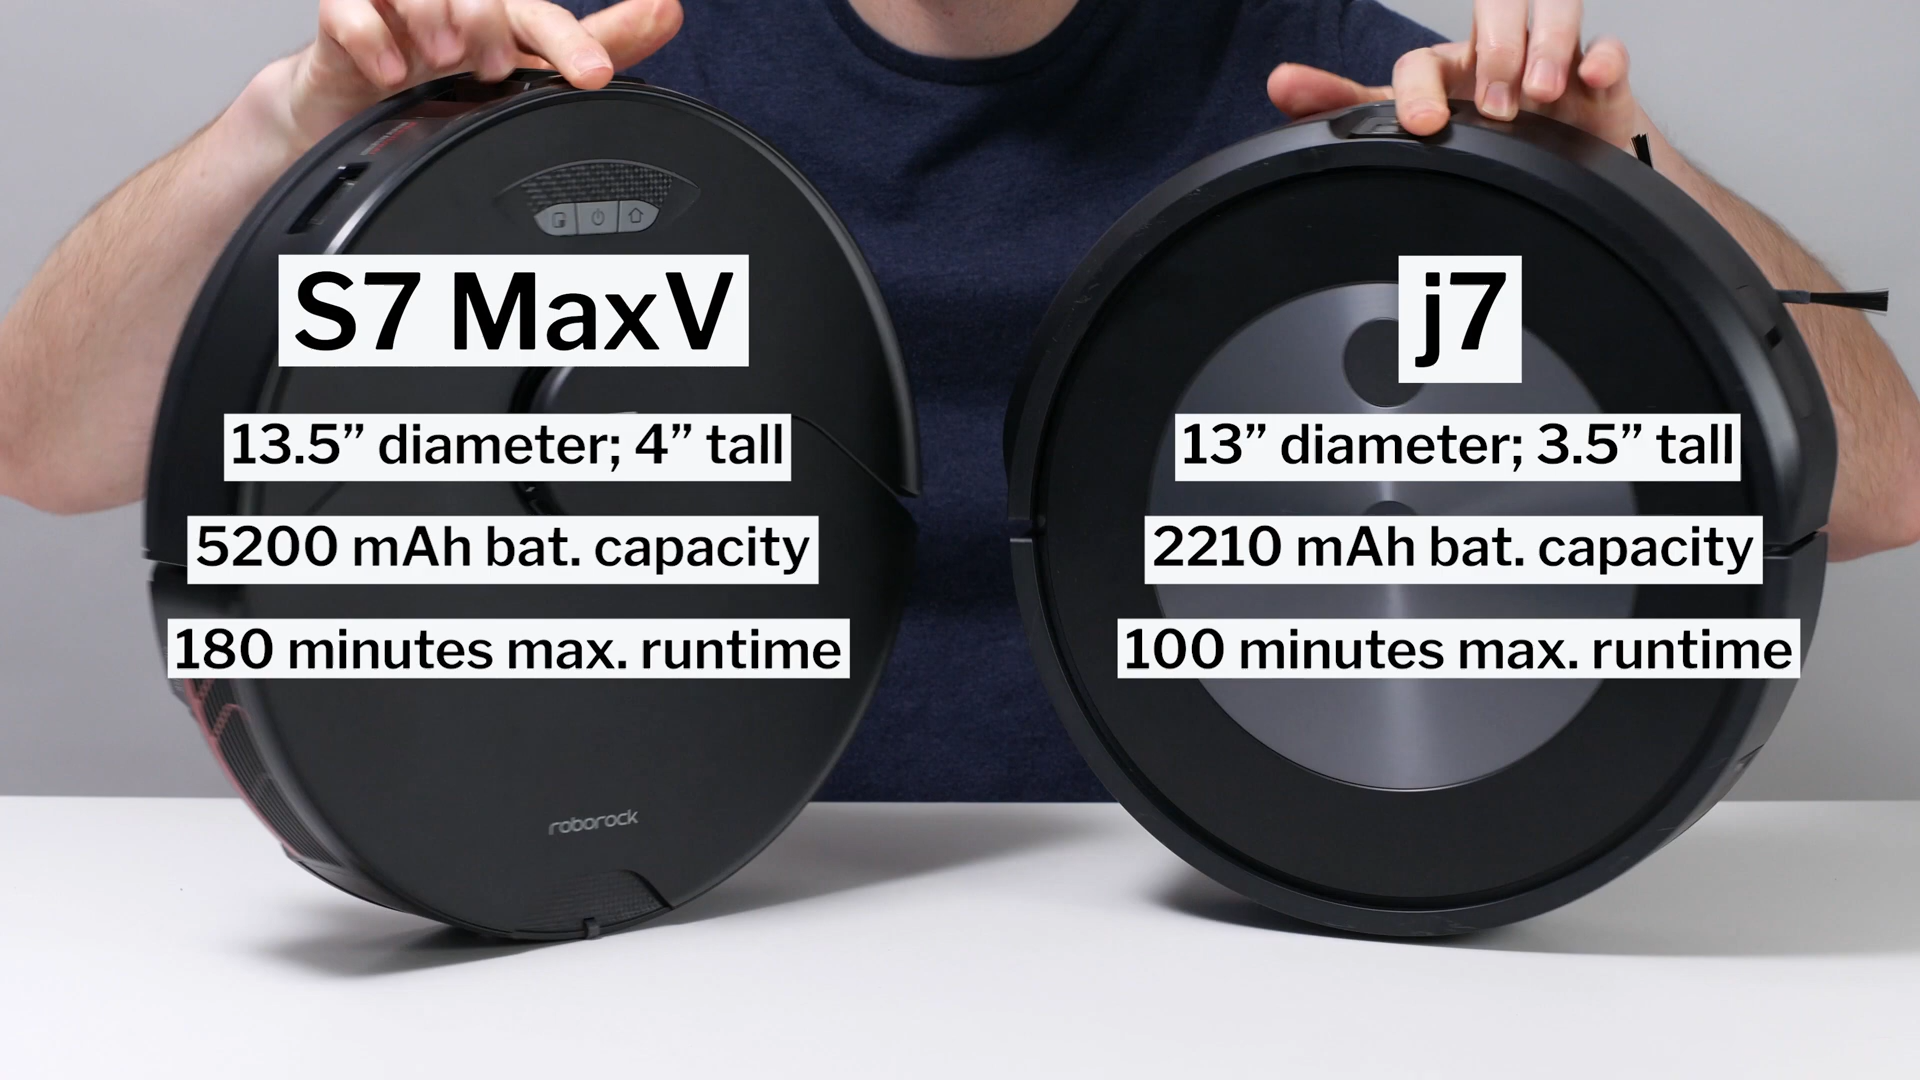 S7 MaxV
13.5” diameter; 4” tall
5200 mAh bat. capacity
180 minutes max. runtime
roborock
j7
13” diameter; 3.5” tall
2210 mAh bat. capacity
100 minutes max. runtime